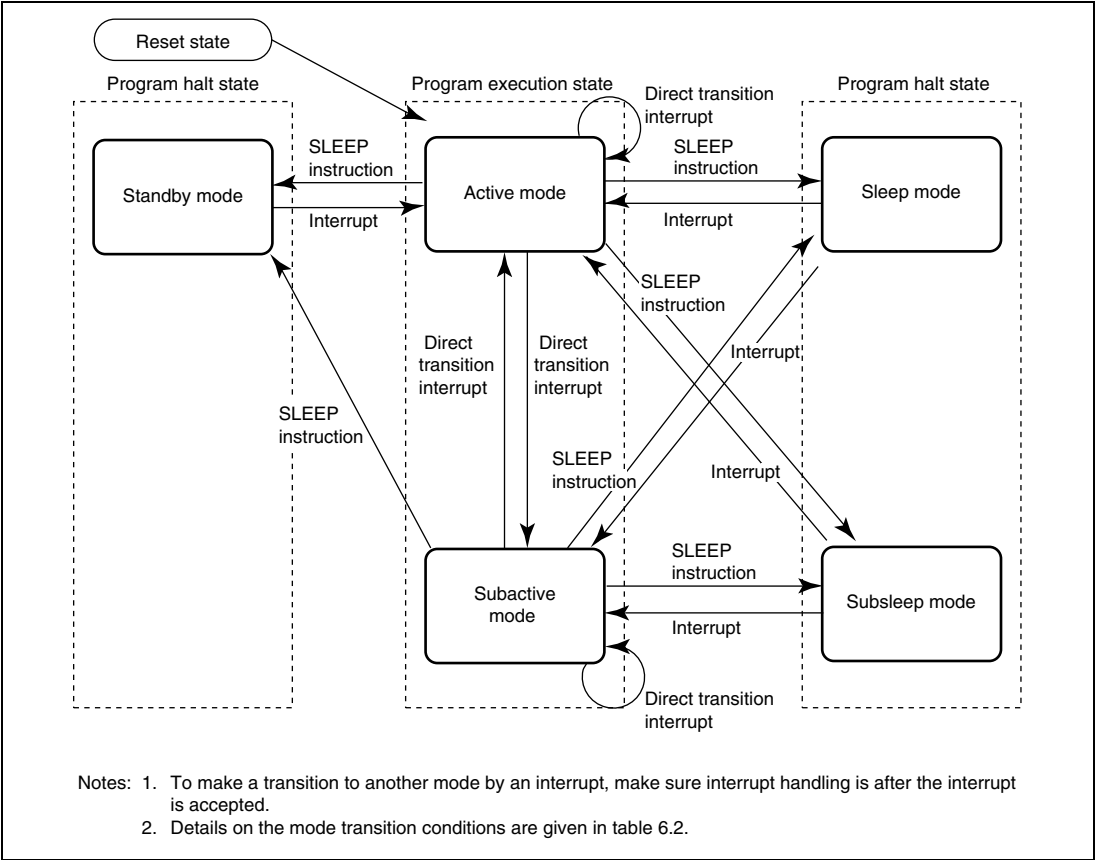 Reset state
Program halt state
Program execution state
Program halt state
Direct transition
interrupt
SLEEP
instruction
SLEEP
instruction
Standby mode
Active mode
Sleep mode
Interrupt
Interrupt
SLEEP
instruction
Direct
transition
interrupt
Direct
transition
interrupt
Interrupt
SLEEP
instruction
SLEEP
instruction
Interrupt
SLEEP
instruction
Subactive
mode
Subsleep mode
Interrupt
Direct transition
interrupt
Notes: 1. To make a transition to another mode by an interrupt, make sure interrupt handling is after the interrupt
is accepted.
2. Details on the mode transition conditions are given in table 6.2.